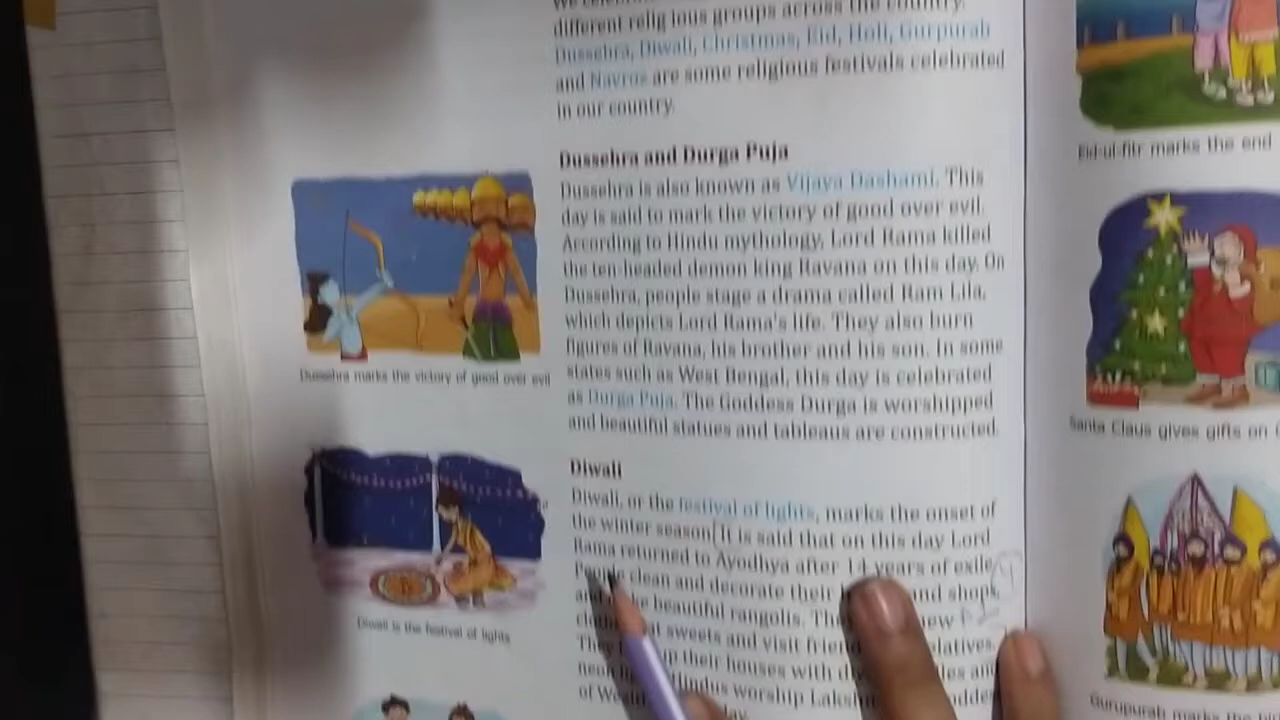 We celebra
different relig ious groups across the country.
Dussehra, Diwali, Christmas, Eid, Holi, Gurpurab
and Navroz are some religious festivals celebrated
in our country.
Dussehra and Durga Puja
Dussehra is also known as Vijaya Dashami. This
day is said to mark the victory of good over evil.
According to Hindu mythology, Lord Rama killed
the ten-headed demon king Ravana on this day. On
Dussehra, people stage a drama called Ram Lila,
which depicts Lord Rama's life. They also burn
figures of Ravana, his brother and his son. In some
states such as West Bengal, this day is celebrated
as Durga Puja. The Goddess Durga is worshipped
and beautiful statues and tableaus are constructed.
Dussehra marks the victory of good over evil
Diwali
Diwali, or the festival of lights, marks the onset of
the winter season. It is said that on this day Lord
Rama returned to Ayodhya after 14 years of exile.
People clean and decorate their and shops
beautiful rangolis. new
sweets and visit relatives.
They their houses with
Hindus worship
of
Diwali is the festival of lights
Eid-ul-fitr marks the end
Santa Claus gives gifts on
Gurupurab marks the